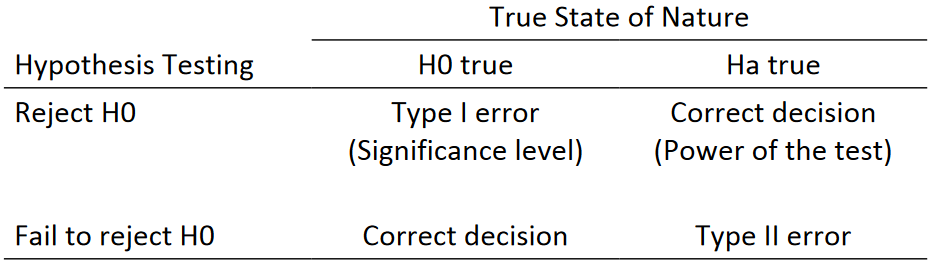 True State of Nature
Hypothesis Testing H0 true Ha true
Reject H0 Type I error Correct decision
(Significance level) (Power of the test)
Fail to reject H0 Correct decision Type II error